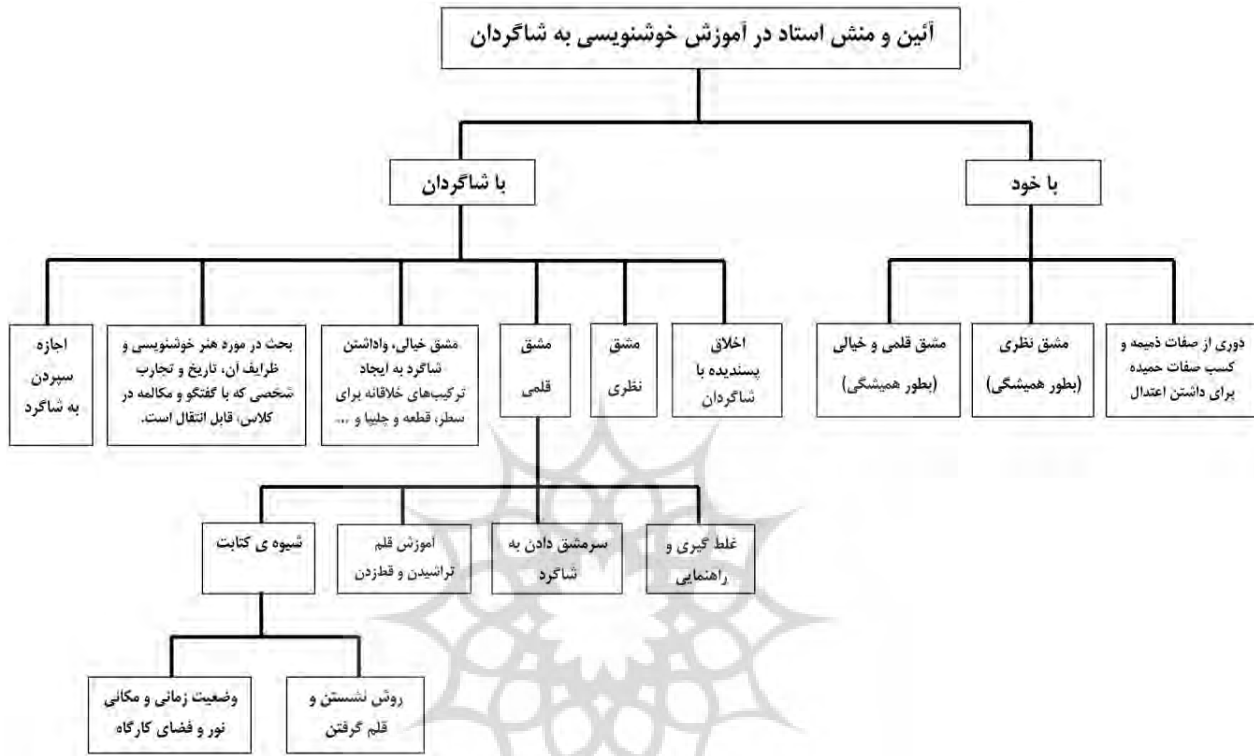 آئین و منش استاد در آموزش خوشنویسی به شاگردان
با خود
با شاگردان
دوری از صفات ذمیمه و
کسب صفات حمیده
برای داشتن اعتدال
مشق نظری
(بطور همیشگی)
مشق قلمی و خیالی
(بطور همیشگی)
اخلاق
پسندیده با
شاگردان
مشق
نظری
مشق
قلمی
مشق خیالی، واداشتن
شاگرد به ایجاد
ترکیب‌های خلاقانه برای
سطر، قطعه و چلیپا و ...
بحث در موره هنر خوشنویسی و
ظرایف آن، تاریخ و تجارب
شخصی که با گفتگو و مکالمه در
کلاس، قابل انتقال است.
اجازه
سپردن
به شاگرد
غلط گیری و
راهنمایی
سرمشق دادن به
شاگرد
آموزش قلم
تراشیدن و قطزدن
شیوه ی کتابت
روش نشستن و
قلم گرفتن
وضعیت زمانی و مکانی
نور و فضای کارگاه